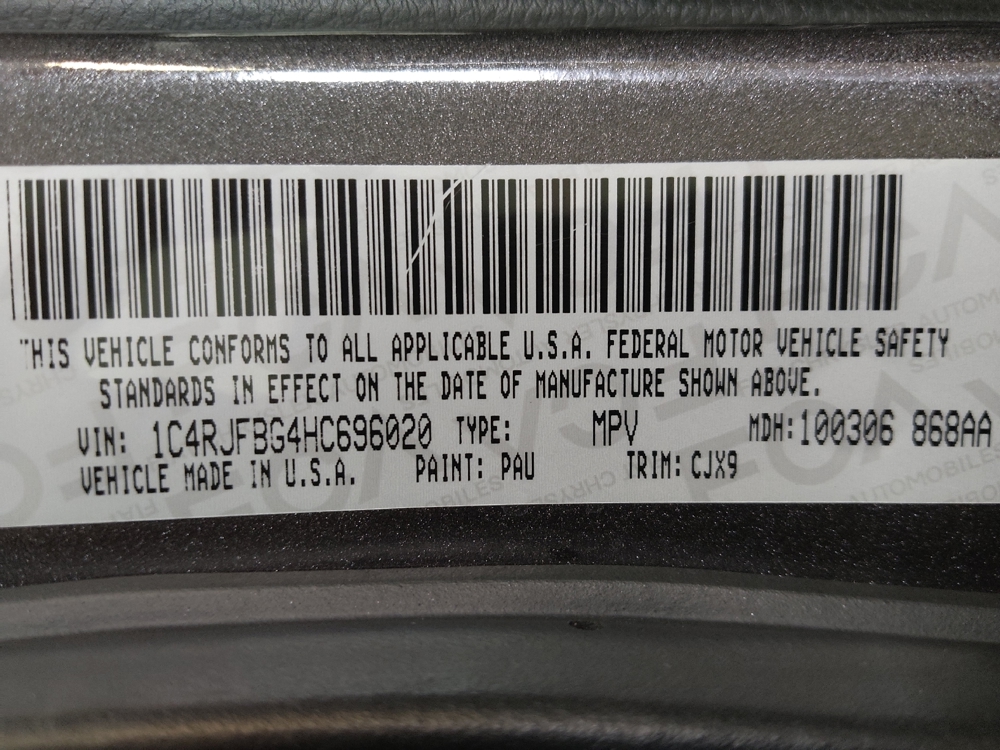 THIS VEHICLE CONFORMS TO ALL APPLICABLE U.S.A. FEDERAL MOTOR VEHICLE SAFETY
STANDARDS IN EFFECT ON THE DATE OF MANUFACTURE SHOWN ABOVE.
VIN: 1C4RJFBG4HC696020 TYPE: MPV MDH:100306 868AA
VEHICLE MADE IN U.S.A. PAINT: PAU TRIM: CJX9